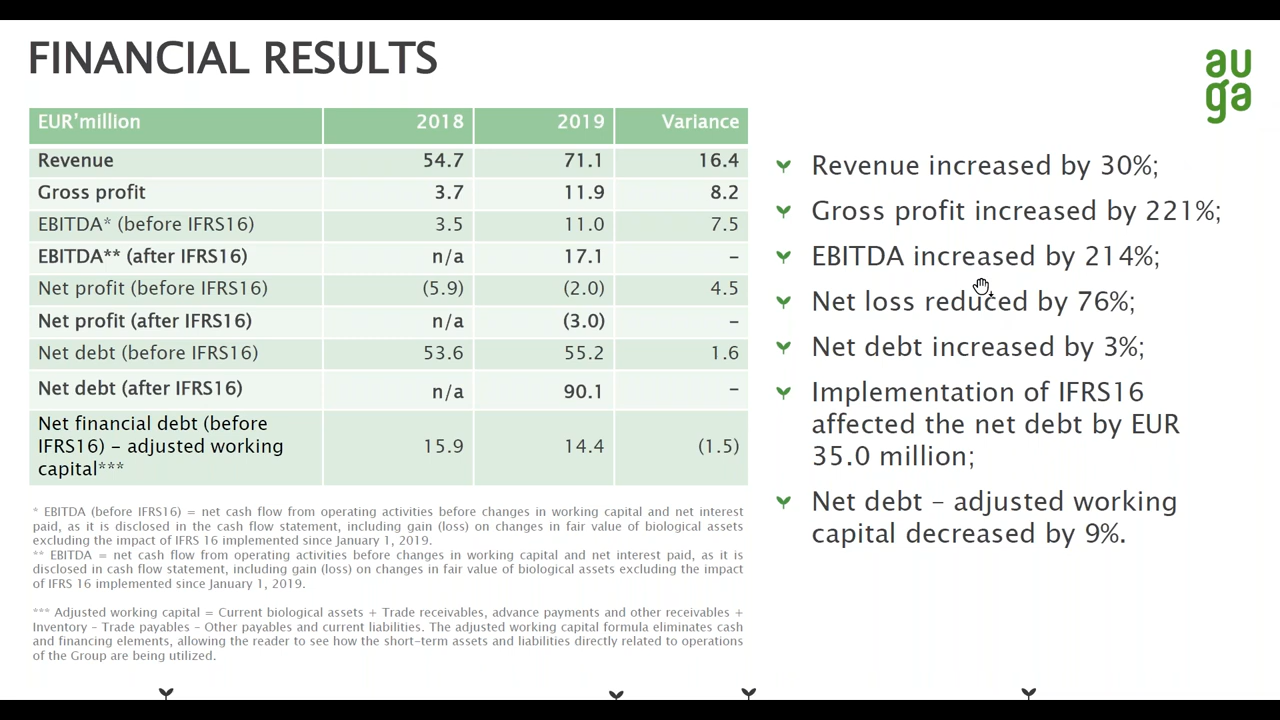 FINANCIAL RESULTS
au
ga
EUR'million 2018 2019 Variance
Revenue 54.7 71.1 16.4
Gross profit 3.7 11.9 8.2
EBITDA* (before IFRS16) 3.5 11.0 7.5
EBITDA** (after IFRS16) n/a 17.1 –
Net profit (before IFRS16) (5.9) (2.0) 4.5
Net profit (after IFRS16) n/a (3.0) –
Net debt (before IFRS16) 53.6 55.2 1.6
Net debt (after IFRS16) n/a 90.1 –
Net financial debt (before
IFRS16) – adjusted working
capital*** 15.9 14.4 (1.5)
* EBITDA (before IFRS16) = net cash flow from operating activities before changes in working capital and net interest
paid, as it is disclosed in the cash flow statement, including gain (loss) on changes in fair value of biological assets
excluding the impact of IFRS 16 implemented since January 1, 2019.
** EBITDA = net cash flow from operating activities before changes in working capital and net interest paid, as it is
disclosed in cash flow statement, including gain (loss) on changes in fair value of biological assets excluding the impact
of IFRS 16 implemented since January 1, 2019.
*** Adjusted working capital = Current biological assets + Trade receivables, advance payments and other receivables +
Inventory – Trade payables – Other payables and current liabilities. The adjusted working capital formula eliminates cash
and financing elements, allowing the reader to see how the short-term assets and liabilities directly related to operations
of the Group are being utilized.
Revenue increased by 30%;
Gross profit increased by 221%;
EBITDA increased by 214%;
Net loss reduced by 76%;
Net debt increased by 3%;
Implementation of IFRS16
affected the net debt by EUR
35.0 million;
Net debt – adjusted working
capital decreased by 9%.